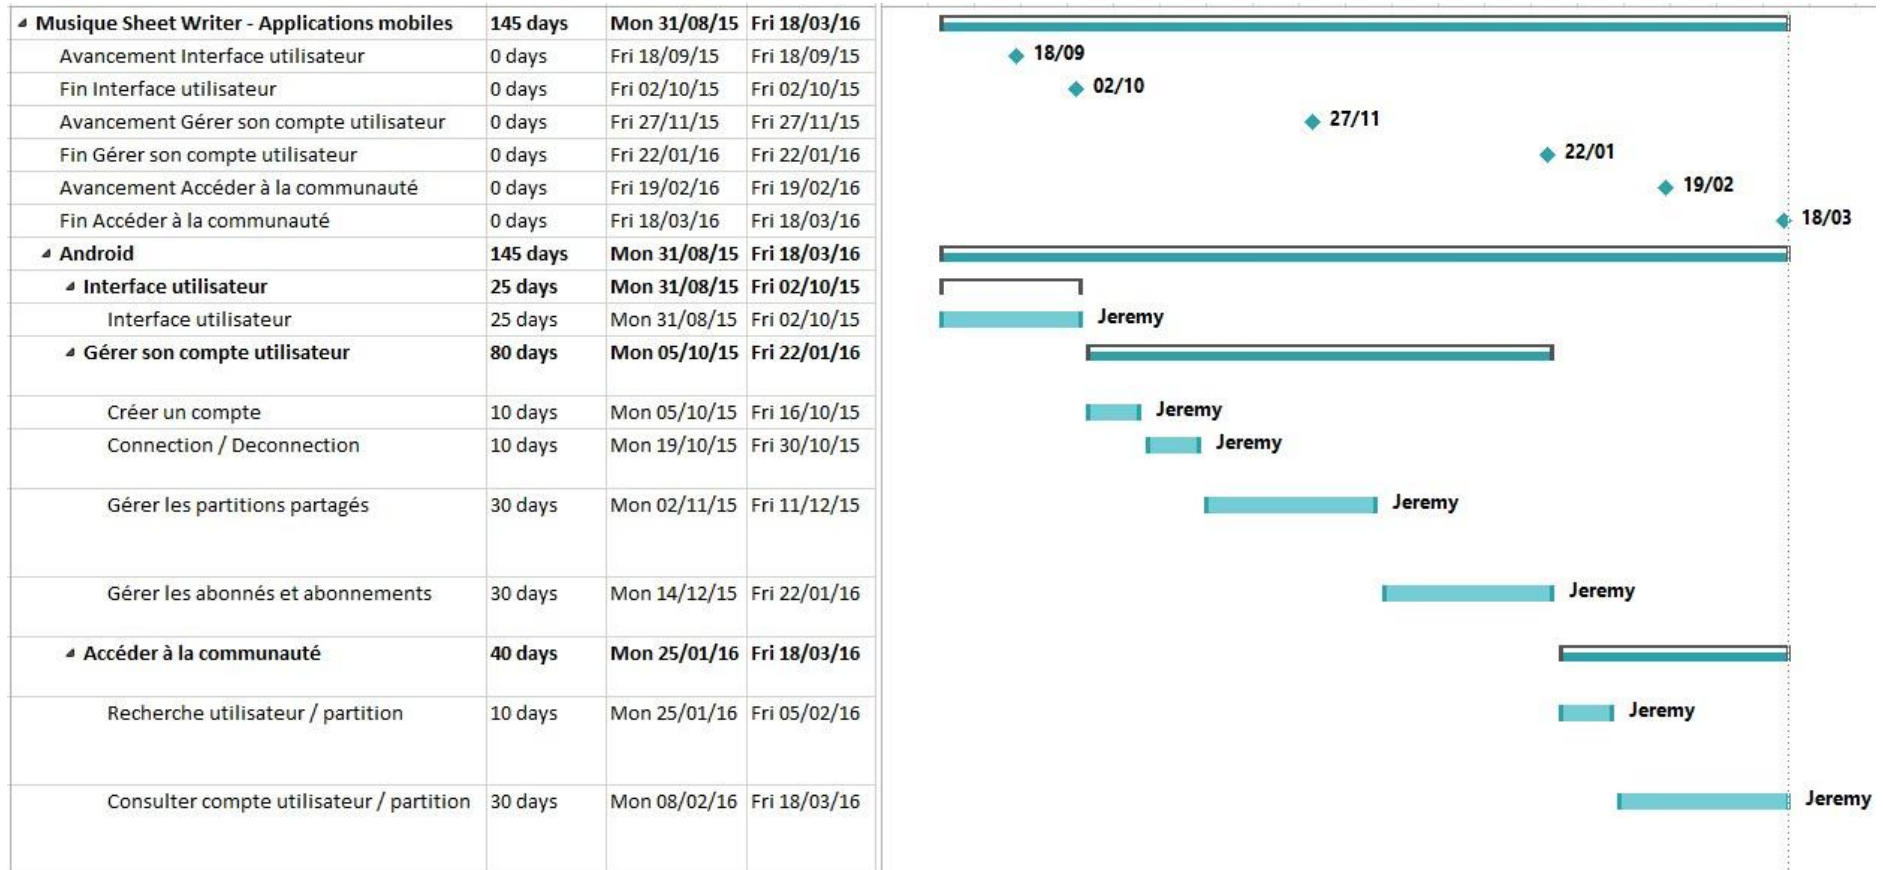 Musique Sheet Writer - Applications mobiles 145 days Mon 31/08/15 Fri 18/03/16
Avancement Interface utilisateur 0 days Fri 18/09/15 Fri 18/09/15 18/09
Fin Interface utilisateur 0 days Fri 02/10/15 Fri 02/10/15 02/10
Avancement Gérer son compte utilisateur 0 days Fri 27/11/15 Fri 27/11/15 27/11
Fin Gérer son compte utilisateur 0 days Fri 22/01/16 Fri 22/01/16 22/01
Avancement Accéder à la communauté 0 days Fri 19/02/16 Fri 19/02/16 19/02
Fin Accéder à la communauté 0 days Fri 18/03/16 Fri 18/03/16 18/03
Android 145 days Mon 31/08/15 Fri 18/03/16
Interface utilisateur 25 days Mon 31/08/15 Fri 02/10/15
Interface utilisateur 25 days Mon 31/08/15 Fri 02/10/15 Jeremy
Gérer son compte utilisateur 80 days Mon 05/10/15 Fri 22/01/16
Créer un compte 10 days Mon 05/10/15 Fri 16/10/15 Jeremy
Connection / Deconnection 10 days Mon 19/10/15 Fri 30/10/15 Jeremy
Gérer les partitions partagés 30 days Mon 02/11/15 Fri 11/12/15 Jeremy
Gérer les abonnés et abonnements 30 days Mon 14/12/15 Fri 22/01/16 Jeremy
Accéder à la communauté 40 days Mon 25/01/16 Fri 18/03/16
Recherche utilisateur / partition 10 days Mon 25/01/16 Fri 05/02/16 Jeremy
Consulter compte utilisateur / partition 30 days Mon 08/02/16 Fri 18/03/16 Jeremy